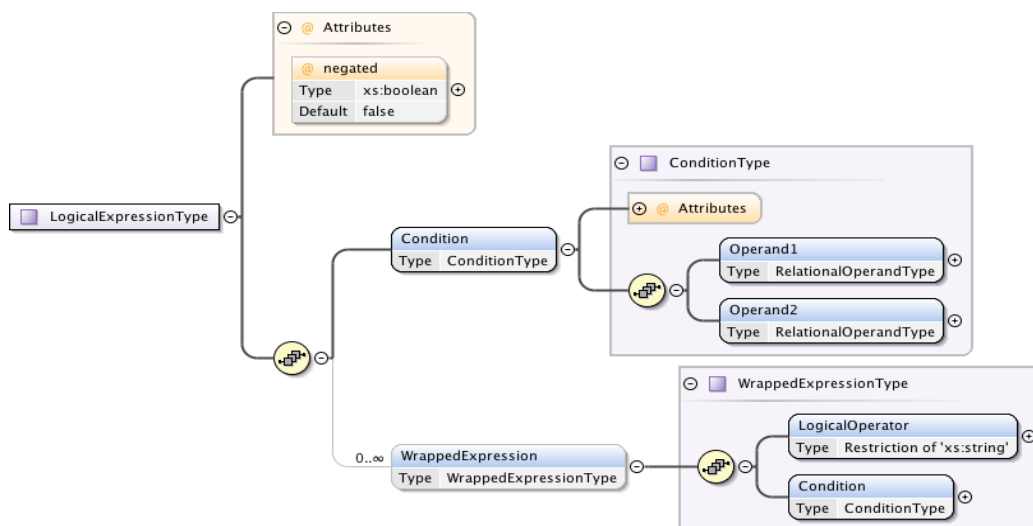 @ Attributes
@ negated
Type xs:boolean
Default false
ConditionType
@ Attributes
LogicalExpressionType
Condition
Type ConditionType
Operand1
Type RelationalOperandType
Operand2
Type RelationalOperandType
WrappedExpressionType
LogicalOperator
Type Restriction of 'xs:string'
0..∞
WrappedExpression
Type WrappedExpressionType
Condition
Type ConditionType